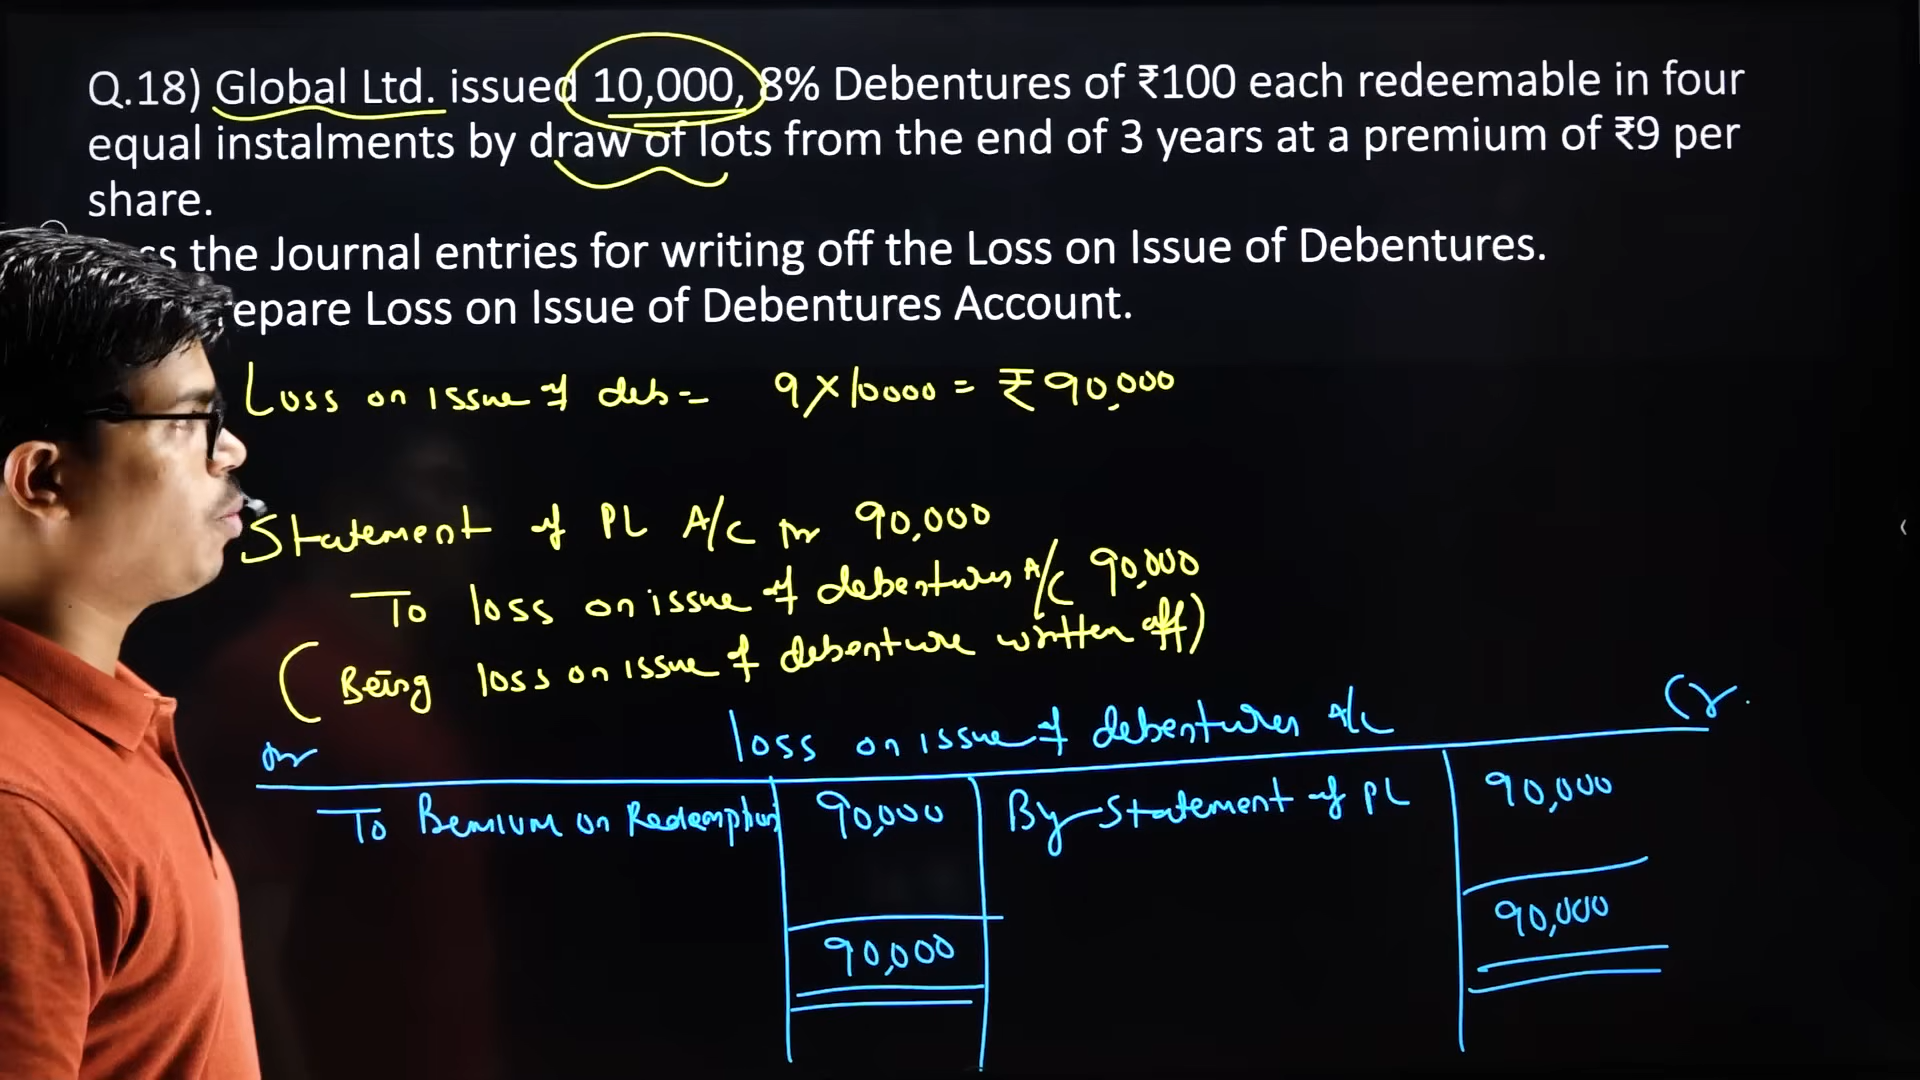 Q.18) Global Ltd. issued 10,000, 8% Debentures of ₹100 each redeemable in four
equal instalments by draw of lots from the end of 3 years at a premium of ₹9 per
share.
ss the Journal entries for writing off the Loss on Issue of Debentures.
repare Loss on Issue of Debentures Account.
Loss on issue of deb = 9 × 10000 = ₹ 90,000
Statement of PL A/c Dr 90,000
To loss on issue of debentures A/c 90,000
(Being loss on issue of debenture written off)
Dr loss on issue of debentures A/c Cr.
To Premium on Redemption 90,000 By Statement of PL 90,000
90,000 90,000